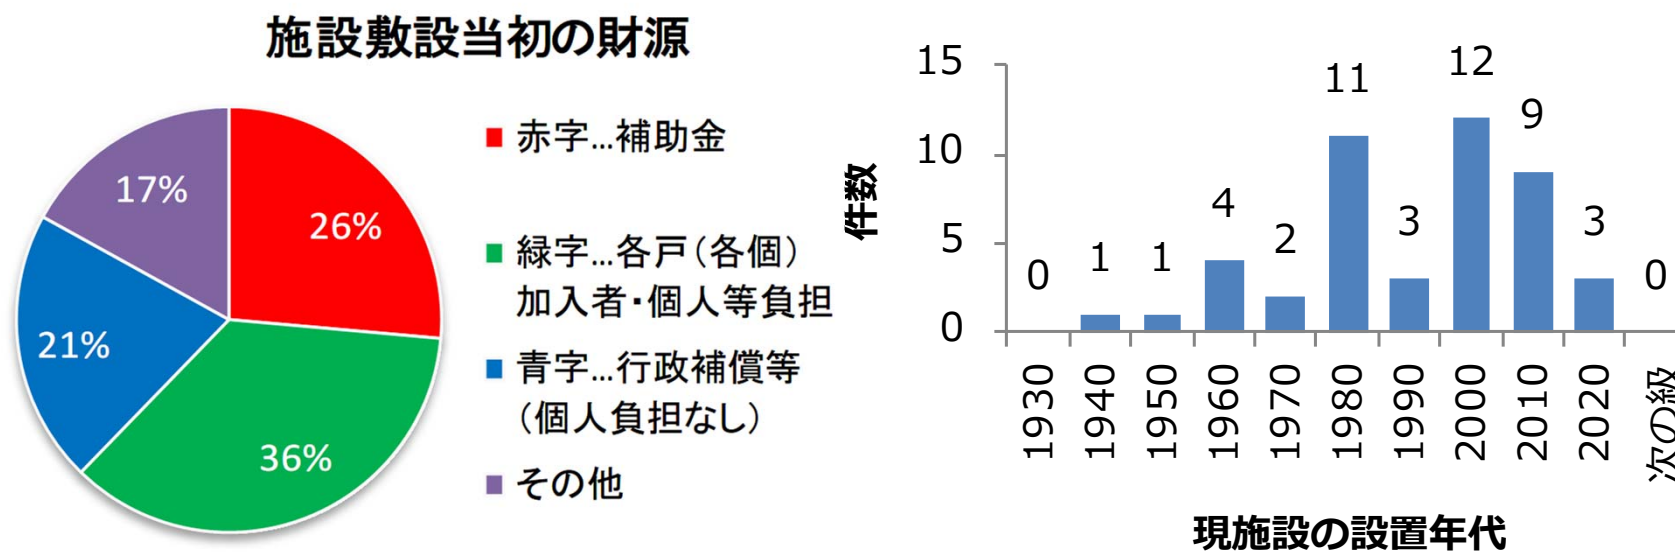 施設敷設当初の財源
赤字…補助金
緑字…各戸(各個)
加入者・個人等負担
青字…行政補償等
(個人負担なし)
その他
26%
36%
21%
17%
件数
15
10
5
0
0
1
1
4
2
11
3
12
9
3
0
1930
1940
1950
1960
1970
1980
1990
2000
2010
2020
次の級
現施設の設置年代